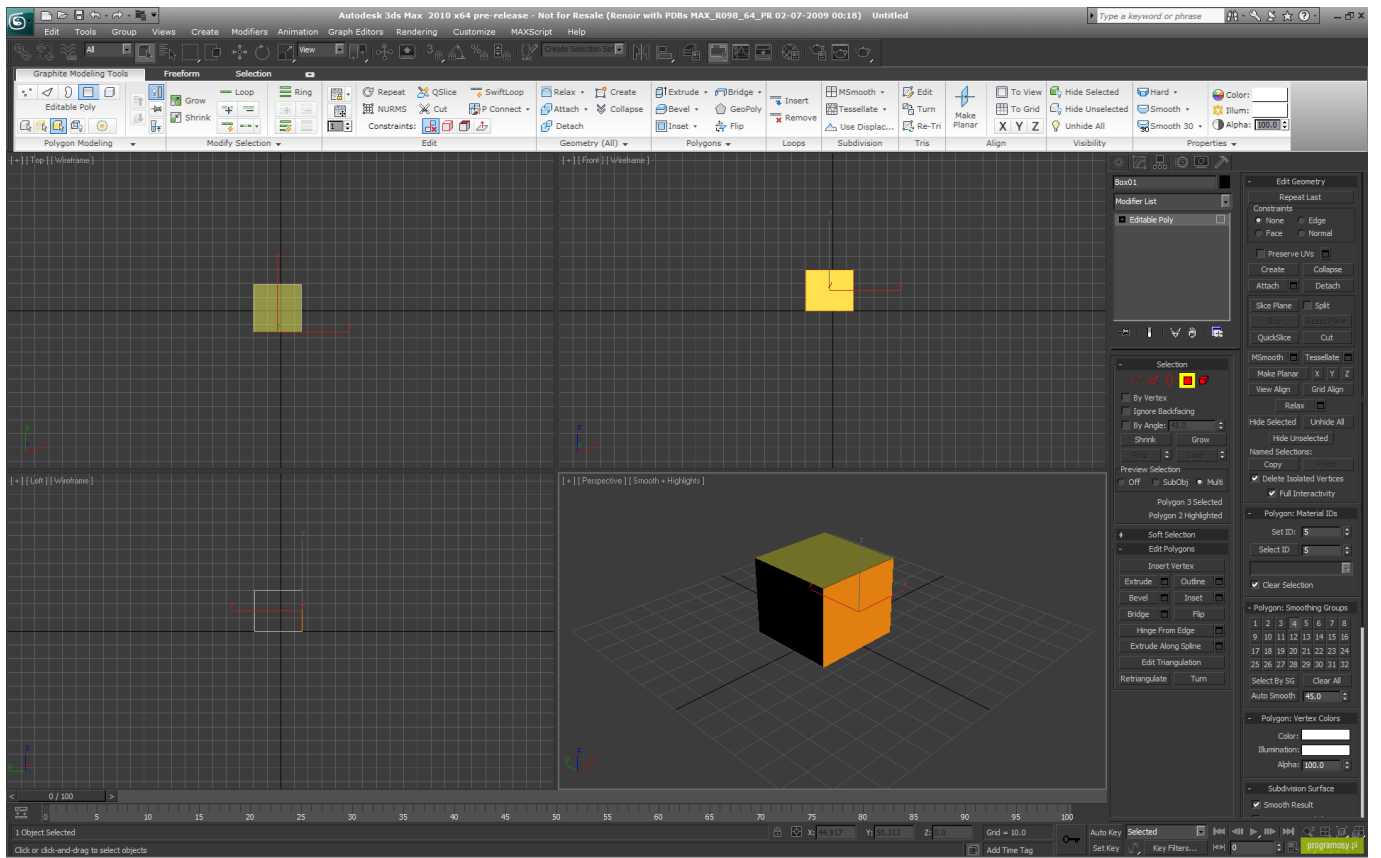 Autodesk 3ds Max 2010 x64 pre-release - Not for Resale (Renoir with PDBs MAX_R098_64_PR 02-07-2009 00:18) Untitled
Type a keyword or phrase
Edit Tools Group Views Create Modifiers Animation Graph Editors Rendering Customize MAXScript Help
All View Create Selection Set
Graphite Modeling Tools Freeform Selection
Editable Poly
Polygon Modeling
Grow Loop Ring
Shrink
Modify Selection
Repeat QSlice SwiftLoop
NURMS Cut P Connect
1 Constraints:
Edit
Relax Create
Attach Collapse
Detach
Geometry (All)
Extrude Bridge
Bevel GeoPoly
Inset Flip
Polygons
Insert
Remove
Loops
MSmooth
Tessellate
Use Displac...
Subdivision
Edit
Turn
Re-Tri
Tris
Make Planar
To View
To Grid
X Y Z
Align
Hide Selected
Hide Unselected
Unhide All
Visibility
Hard
Smooth
Smooth 30
Color:
Illum:
Alpha: 100.0
Properties
[ + ] [ Top ] [ Wireframe ]
[ + ] [ Front ] [ Wireframe ]
[ + ] [ Left ] [ Wireframe ]
[ + ] [ Perspective ] [ Smooth + Highlights ]
Box01
Modifier List
Editable Poly
- Selection
By Vertex
Ignore Backfacing
By Angle: 45.0
Shrink Grow
Ring Loop
Preview Selection
Off SubObj Multi
Polygon 3 Selected
Polygon 2 Highlighted
+ Soft Selection
- Edit Polygons
Insert Vertex
Extrude Outline
Bevel Inset
Bridge Flip
Hinge From Edge
Extrude Along Spline
Edit Triangulation
Retriangulate Turn
- Edit Geometry
Repeat Last
Constraints
None Edge
Face Normal
Preserve UVs
Create Collapse
Attach Detach
Slice Plane Split
Slice Reset Plane
QuickSlice Cut
MSmooth Tessellate
Make Planar X Y Z
View Align Grid Align
Relax
Hide Selected Unhide All
Hide Unselected
Named Selections:
Copy Paste
Delete Isolated Vertices
Full Interactivity
- Polygon: Material IDs
Set ID: 5
Select ID 5
Clear Selection
- Polygon: Smoothing Groups
1 2 3 4 5 6 7 8
9 10 11 12 13 14 15 16
17 18 19 20 21 22 23 24
25 26 27 28 29 30 31 32
Select By SG Clear All
Auto Smooth 45.0
- Polygon: Vertex Colors
Color:
Illumination:
Alpha: 100.0
- Subdivision Surface
Smooth Result
< 0 / 100 >
0 5 10 15 20 25 30 35 40 45 50 55 60 65 70 75 80 85 90 95 100
1 Object Selected
X: 44.917 Y: Z: 0.0 Grid = 10.0
Auto Key Selected
Click or click-and-drag to select objects
Add Time Tag
Set Key Key Filters... 0
programosy.pl